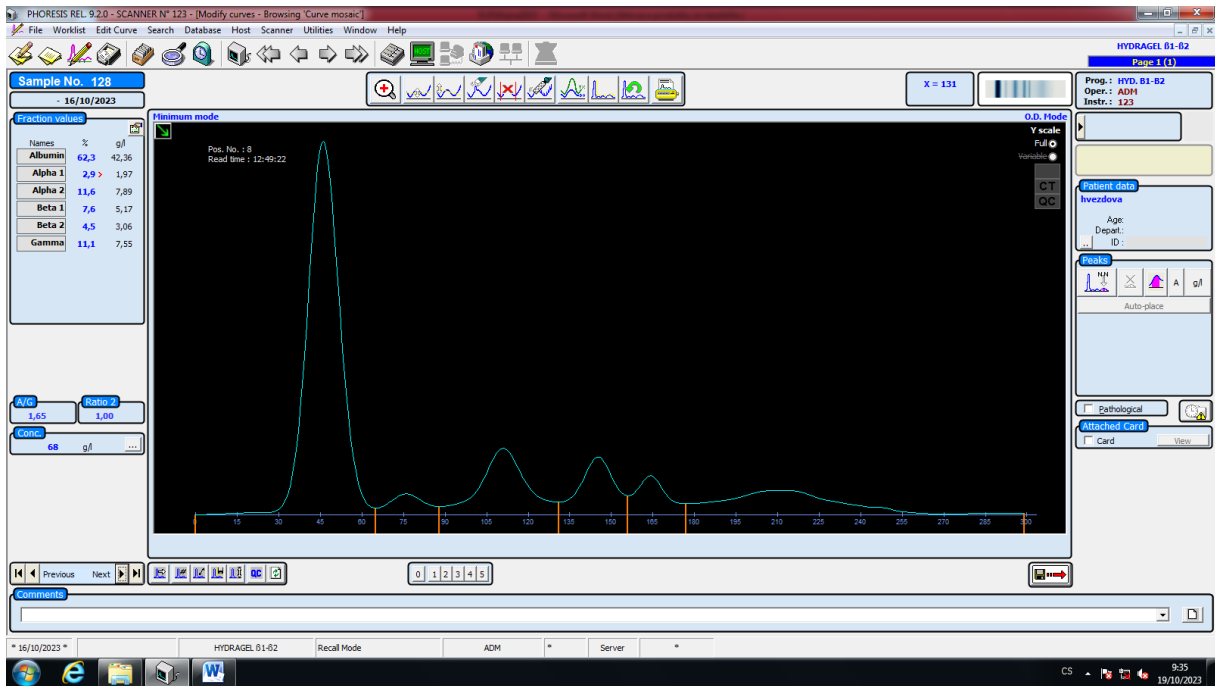 PHORESIS REL. 9.2.0 - SCANNER N° 123 - [Modify curves - Browsing 'Curve mosaic']
File Worklist Edit Curve Search Database Host Scanner Utilities Window Help
HOST
HYDRAGEL ß1-ß2
Page 1 (1)
Sample No. 128
- 16/10/2023
X = 131
Prog.: HYD. B1-B2
Oper.: ADM
Instr.: 123
Fraction values
Names % g/l
Albumin 62,3 42,36
Alpha 1 2,9 > 1,97
Alpha 2 11,6 7,89
Beta 1 7,6 5,17
Beta 2 4,5 3,06
Gamma 11,1 7,55
A/G
1,65
Ratio 2
1,00
Conc.
68 g/l ...
Minimum mode
O.D. Mode
Pos. No. : 8
Read time : 12:49:22
Y scale
Full
Variable
CT
QC
0 15 30 45 60 75 90 105 120 135 150 165 180 195 210 225 240 255 270 285 300
Patient data
hvezdova
Age:
Depart.:
.. ID :
Peaks
A g/l
Auto-place
Pathological
Attached Card
Card View
Previous Next
QC
0 1 2 3 4 5
Comments
* 16/10/2023 * HYDRAGEL ß1-ß2 Recall Mode ADM * Server *
CS
9:35
19/10/2023